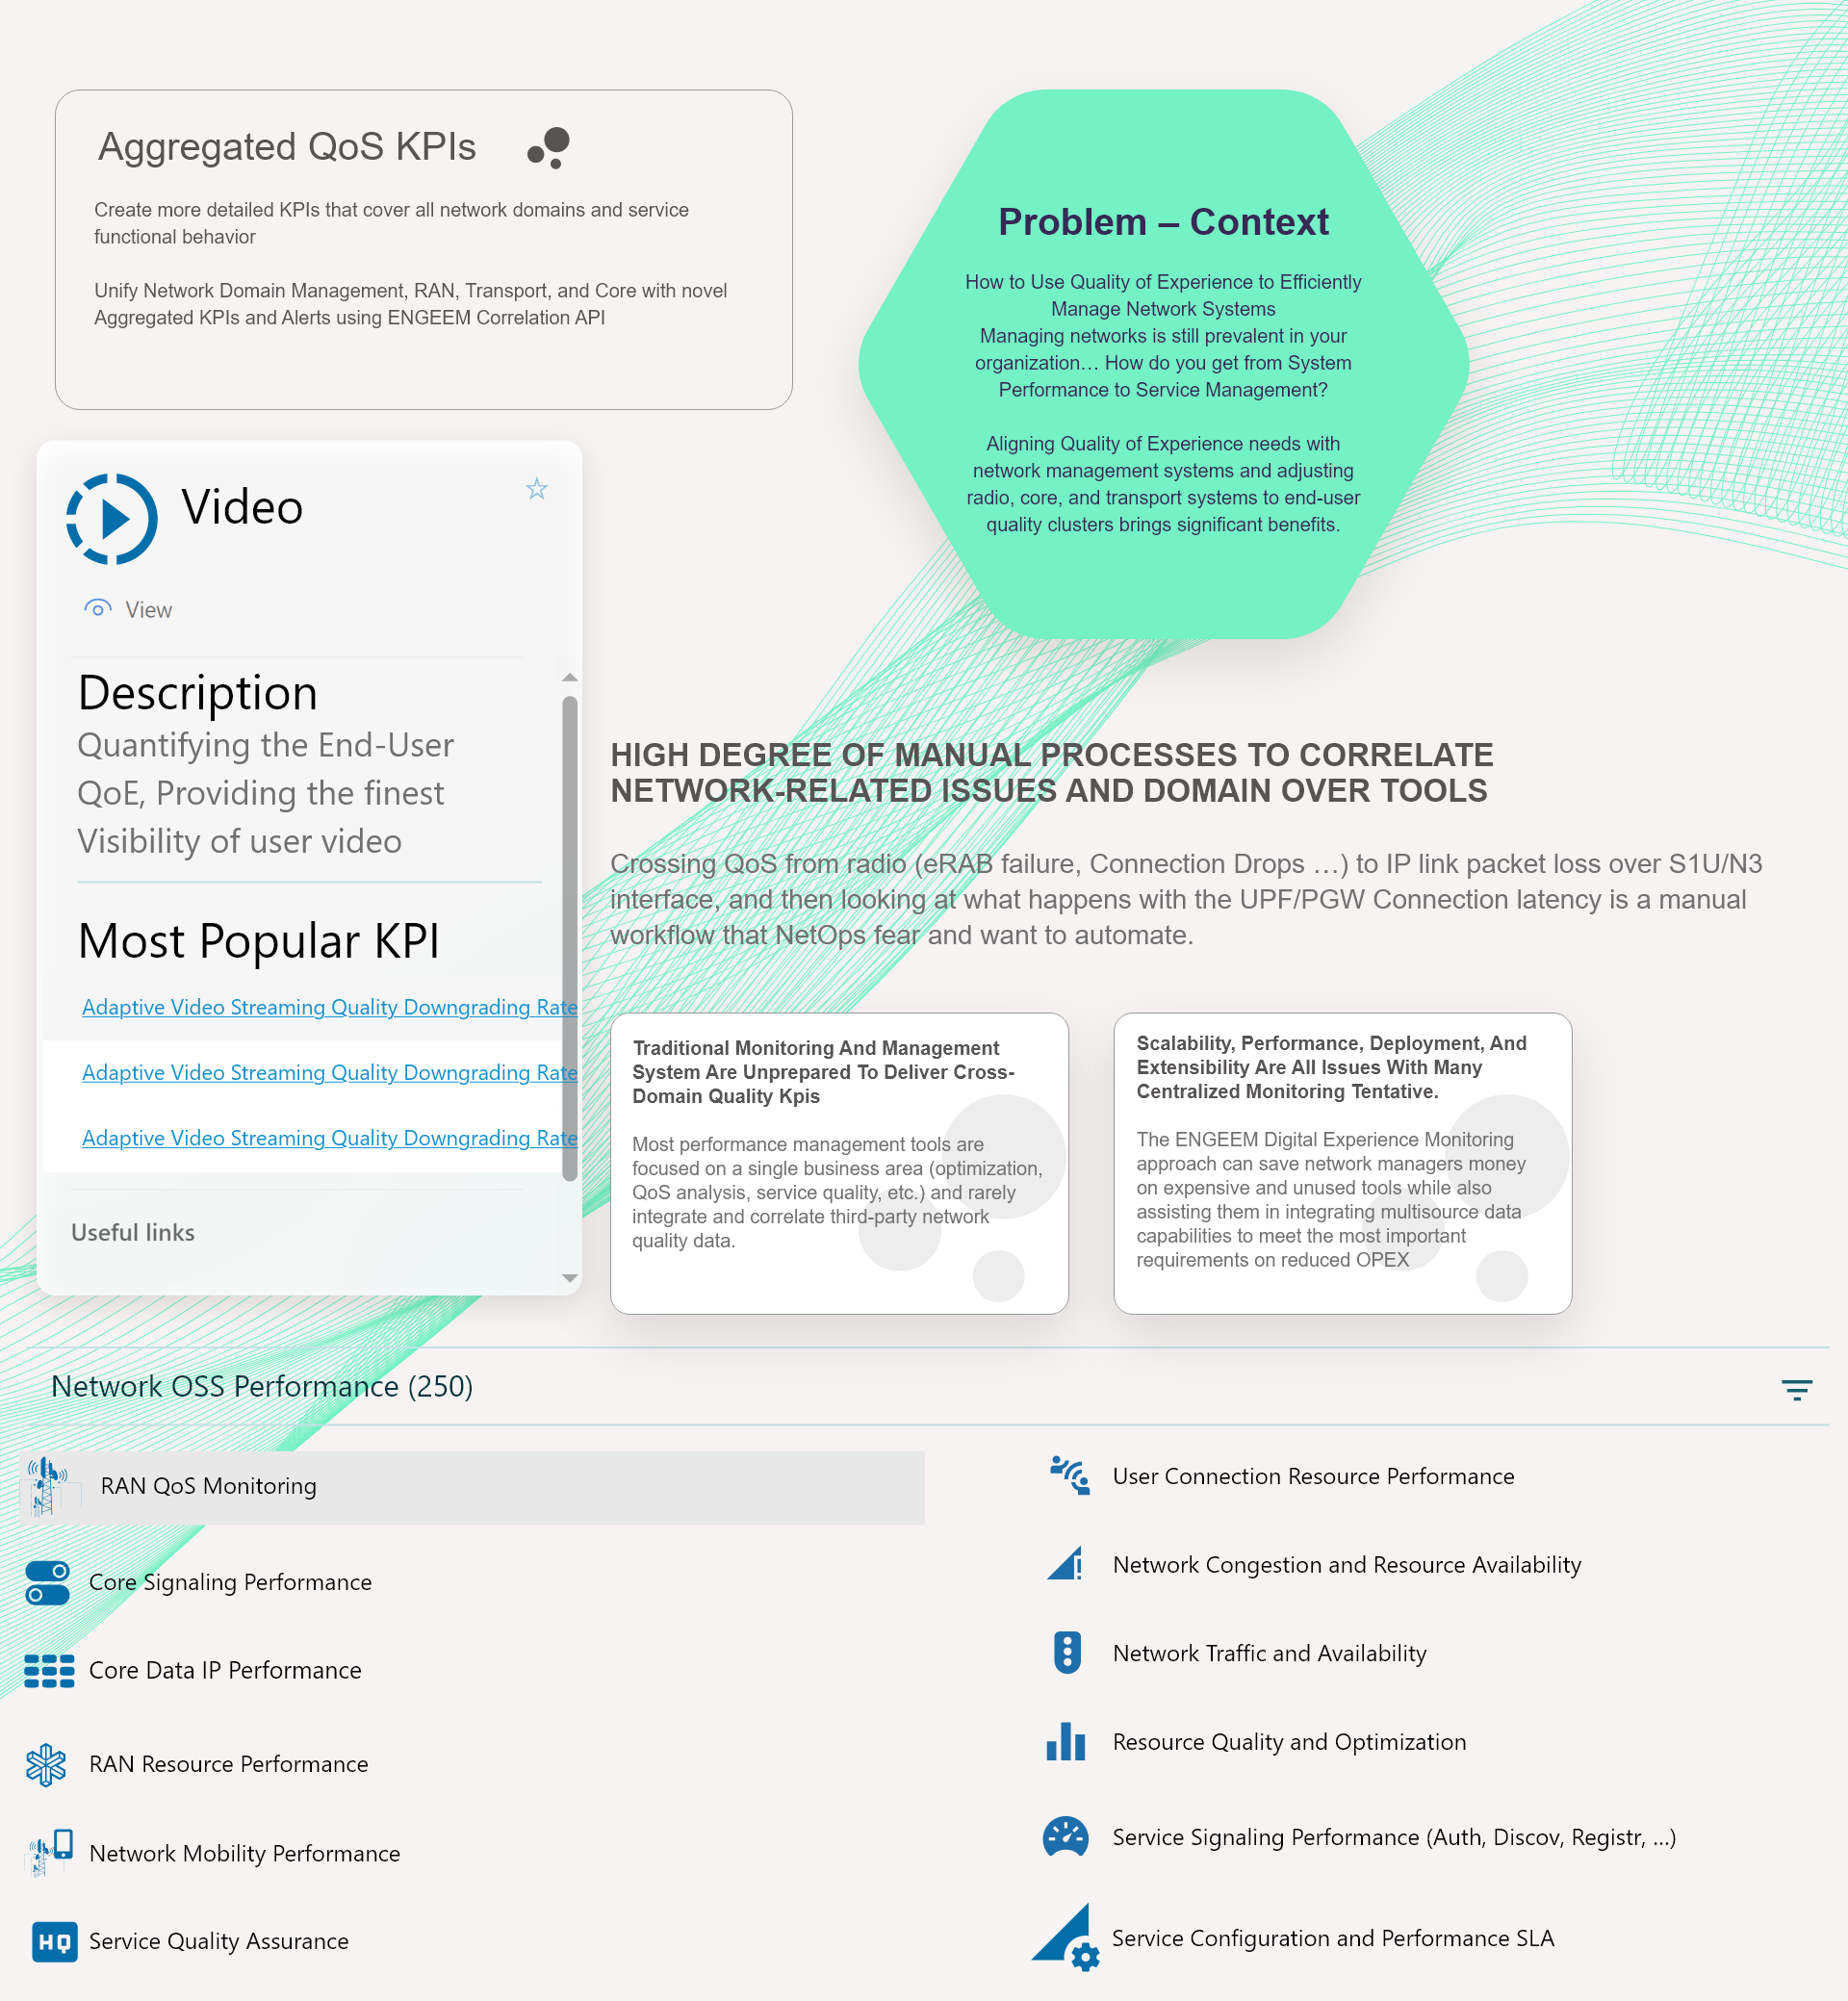 Aggregated QoS KPIs
Create more detailed KPIs that cover all network domains and service
functional behavior
Unify Network Domain Management, RAN, Transport, and Core with novel
Aggregated KPIs and Alerts using ENGEEM Correlation API
Problem – Context
How to Use Quality of Experience to Efficiently
Manage Network Systems
Managing networks is still prevalent in your
organization… How do you get from System
Performance to Service Management?
Aligning Quality of Experience needs with
network management systems and adjusting
radio, core, and transport systems to end-user
quality clusters brings significant benefits.
Video
View
Description
Quantifying the End-User
QoE, Providing the finest
Visibility of user video
Most Popular KPI
Adaptive Video Streaming Quality Downgrading Rate
Adaptive Video Streaming Quality Downgrading Rate
Adaptive Video Streaming Quality Downgrading Rate
Useful links
HIGH DEGREE OF MANUAL PROCESSES TO CORRELATE
NETWORK-RELATED ISSUES AND DOMAIN OVER TOOLS
Crossing QoS from radio (eRAB failure, Connection Drops …) to IP link packet loss over S1U/N3
interface, and then looking at what happens with the UPF/PGW Connection latency is a manual
workflow that NetOps fear and want to automate.
Traditional Monitoring And Management
System Are Unprepared To Deliver Cross-
Domain Quality Kpis
Most performance management tools are
focused on a single business area (optimization,
QoS analysis, service quality, etc.) and rarely
integrate and correlate third-party network
quality data.
Scalability, Performance, Deployment, And
Extensibility Are All Issues With Many
Centralized Monitoring Tentative.
The ENGEEM Digital Experience Monitoring
approach can save network managers money
on expensive and unused tools while also
assisting them in integrating multisource data
capabilities to meet the most important
requirements on reduced OPEX
Network OSS Performance (250)
RAN QoS Monitoring
Core Signaling Performance
Core Data IP Performance
RAN Resource Performance
Network Mobility Performance
HQ
Service Quality Assurance
User Connection Resource Performance
Network Congestion and Resource Availability
Network Traffic and Availability
Resource Quality and Optimization
Service Signaling Performance (Auth, Discov, Registr, ...)
Service Configuration and Performance SLA